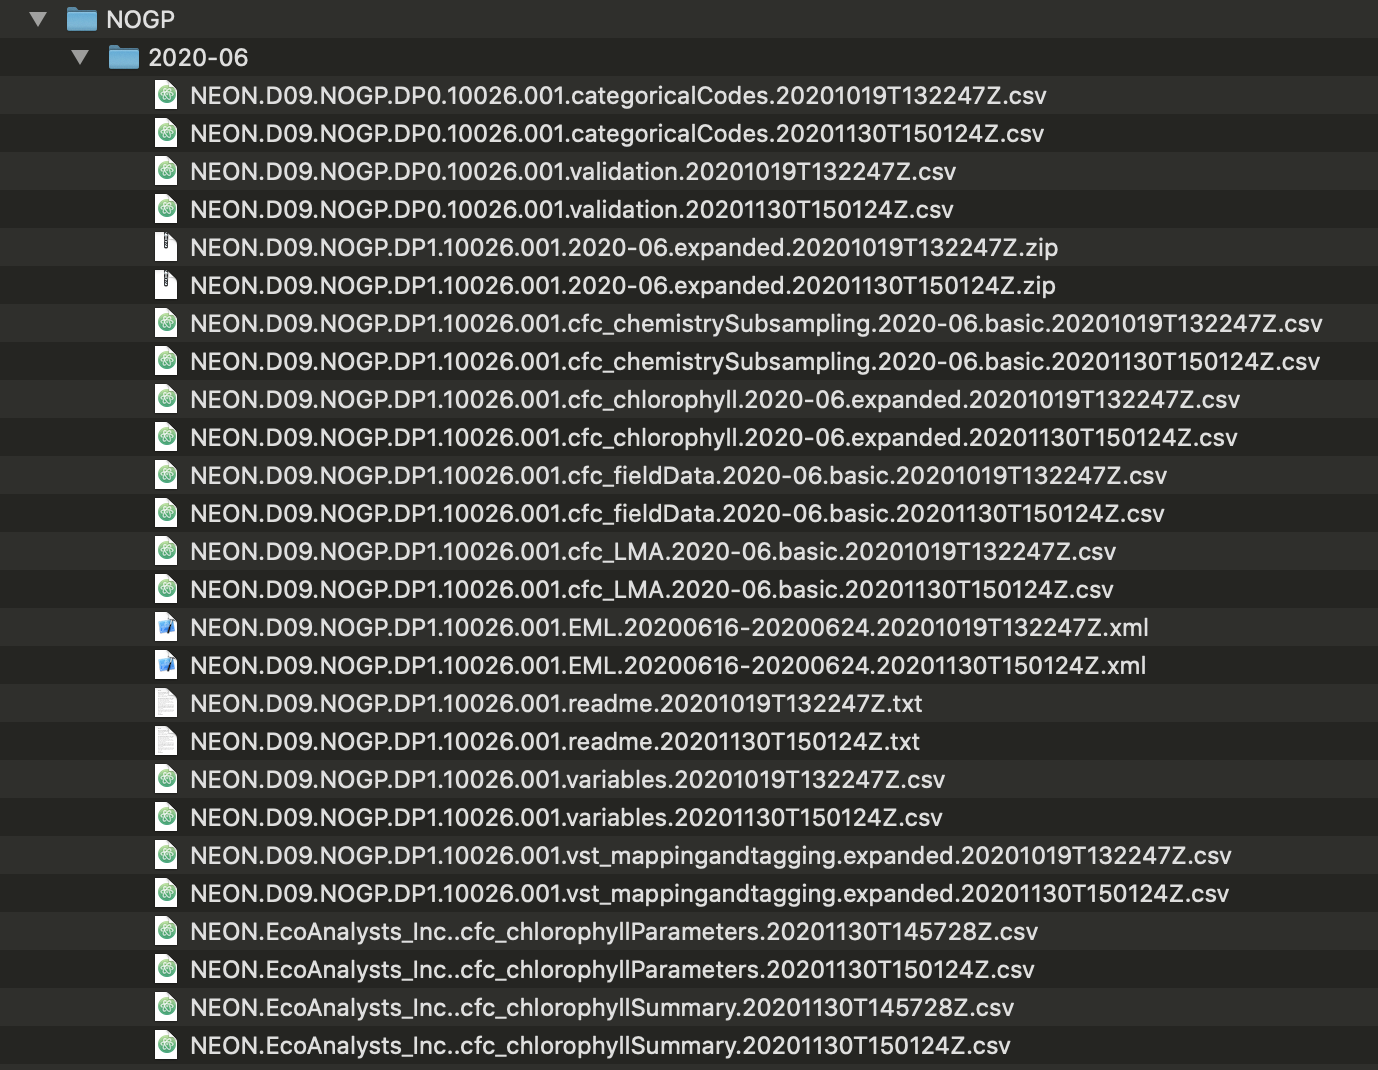 NOGP
2020-06
NEON.D09.NOGP.DP0.10026.001.categoricalCodes.20201019T132247Z.csv
NEON.D09.NOGP.DP0.10026.001.categoricalCodes.20201130T150124Z.csv
NEON.D09.NOGP.DP0.10026.001.validation.20201019T132247Z.csv
NEON.D09.NOGP.DP0.10026.001.validation.20201130T150124Z.csv
NEON.D09.NOGP.DP1.10026.001.2020-06.expanded.20201019T132247Z.zip
NEON.D09.NOGP.DP1.10026.001.2020-06.expanded.20201130T150124Z.zip
NEON.D09.NOGP.DP1.10026.001.cfc_chemistrySubsampling.2020-06.basic.20201019T132247Z.csv
NEON.D09.NOGP.DP1.10026.001.cfc_chemistrySubsampling.2020-06.basic.20201130T150124Z.csv
NEON.D09.NOGP.DP1.10026.001.cfc_chlorophyll.2020-06.expanded.20201019T132247Z.csv
NEON.D09.NOGP.DP1.10026.001.cfc_chlorophyll.2020-06.expanded.20201130T150124Z.csv
NEON.D09.NOGP.DP1.10026.001.cfc_fieldData.2020-06.basic.20201019T132247Z.csv
NEON.D09.NOGP.DP1.10026.001.cfc_fieldData.2020-06.basic.20201130T150124Z.csv
NEON.D09.NOGP.DP1.10026.001.cfc_LMA.2020-06.basic.20201019T132247Z.csv
NEON.D09.NOGP.DP1.10026.001.cfc_LMA.2020-06.basic.20201130T150124Z.csv
NEON.D09.NOGP.DP1.10026.001.EML.20200616-20200624.20201019T132247Z.xml
NEON.D09.NOGP.DP1.10026.001.EML.20200616-20200624.20201130T150124Z.xml
NEON.D09.NOGP.DP1.10026.001.readme.20201019T132247Z.txt
NEON.D09.NOGP.DP1.10026.001.readme.20201130T150124Z.txt
NEON.D09.NOGP.DP1.10026.001.variables.20201019T132247Z.csv
NEON.D09.NOGP.DP1.10026.001.variables.20201130T150124Z.csv
NEON.D09.NOGP.DP1.10026.001.vst_mappingandtagging.expanded.20201019T132247Z.csv
NEON.D09.NOGP.DP1.10026.001.vst_mappingandtagging.expanded.20201130T150124Z.csv
NEON.EcoAnalysts_Inc..cfc_chlorophyllParameters.20201130T145728Z.csv
NEON.EcoAnalysts_Inc..cfc_chlorophyllParameters.20201130T150124Z.csv
NEON.EcoAnalysts_Inc..cfc_chlorophyllSummary.20201130T145728Z.csv
NEON.EcoAnalysts_Inc..cfc_chlorophyllSummary.20201130T150124Z.csv